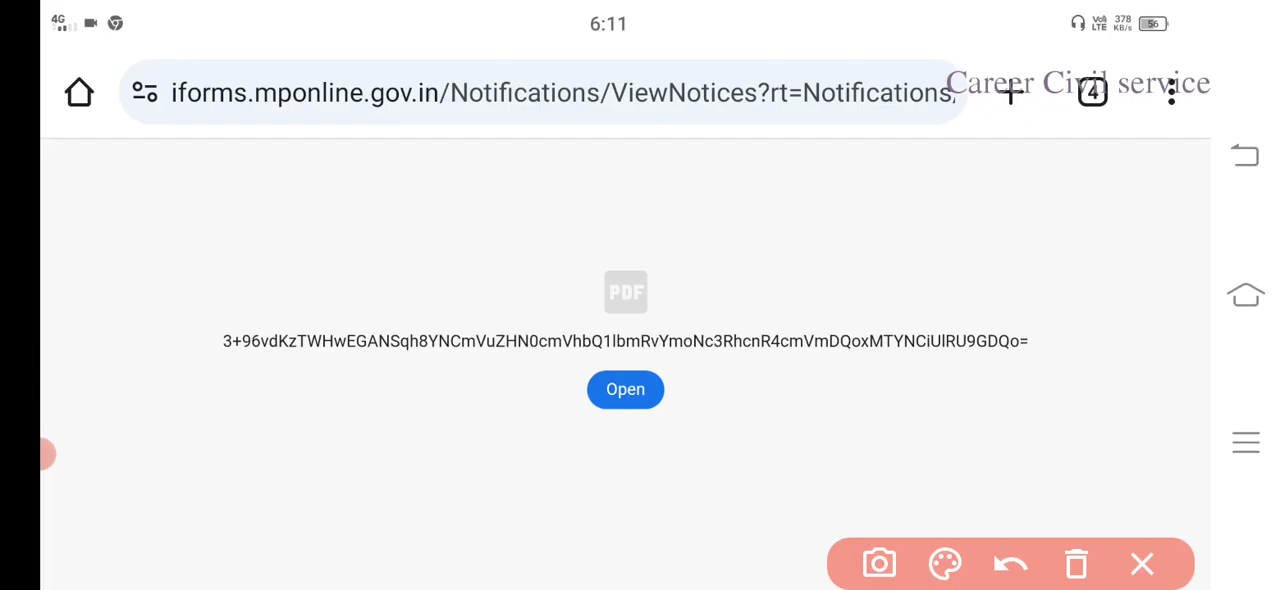 4G
6:11
Vo) LTE
378 KB/s
56
iforms.mponline.gov.in/Notifications/ViewNotices?rt=Notifications/
4
Career Civil service
PDF
3+96vdKzTWHwEGANSqh8YNCmVuZHN0cmVhbQ1lbmRvYmoNc3RhcnR4cmVmDQoxMTYNCiUlRU9GDQo=
Open